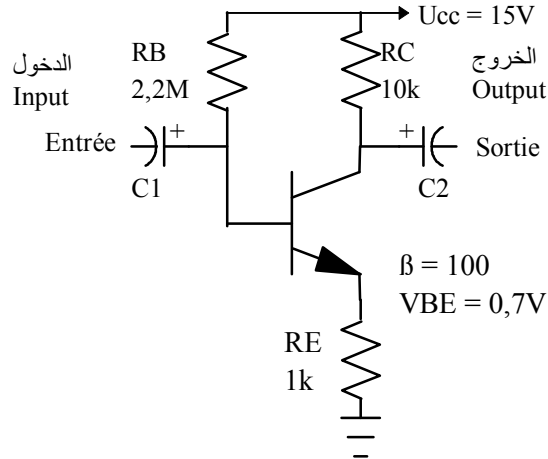 Ucc = 15V
RB
2,2M
RC
10k
الدخول
Input
الخروج
Output
Entrée
+
C1
+
C2
Sortie
ß = 100
VBE = 0,7V
RE
1k